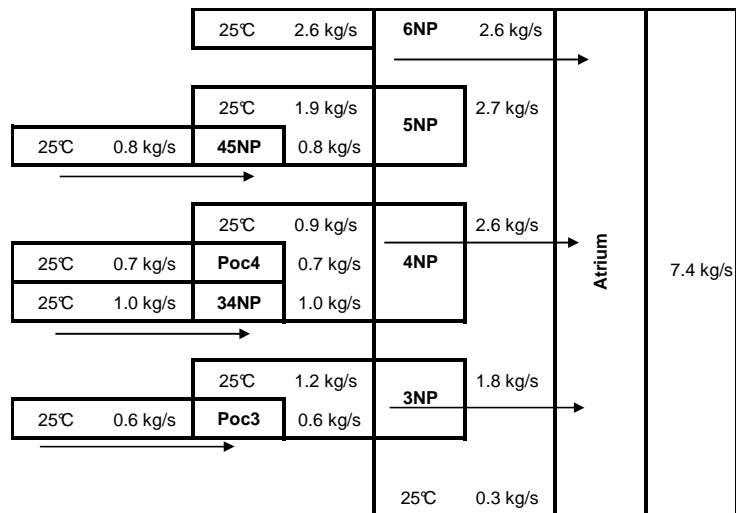 25℃ 2.6 kg/s 6NP 2.6 kg/s
25℃ 1.9 kg/s 5NP 2.7 kg/s
25℃ 0.8 kg/s 45NP 0.8 kg/s
25℃ 0.9 kg/s 2.6 kg/s
25℃ 0.7 kg/s Poc4 0.7 kg/s 4NP Atrium 7.4 kg/s
25℃ 1.0 kg/s 34NP 1.0 kg/s
25℃ 1.2 kg/s 3NP 1.8 kg/s
25℃ 0.6 kg/s Poc3 0.6 kg/s
25℃ 0.3 kg/s